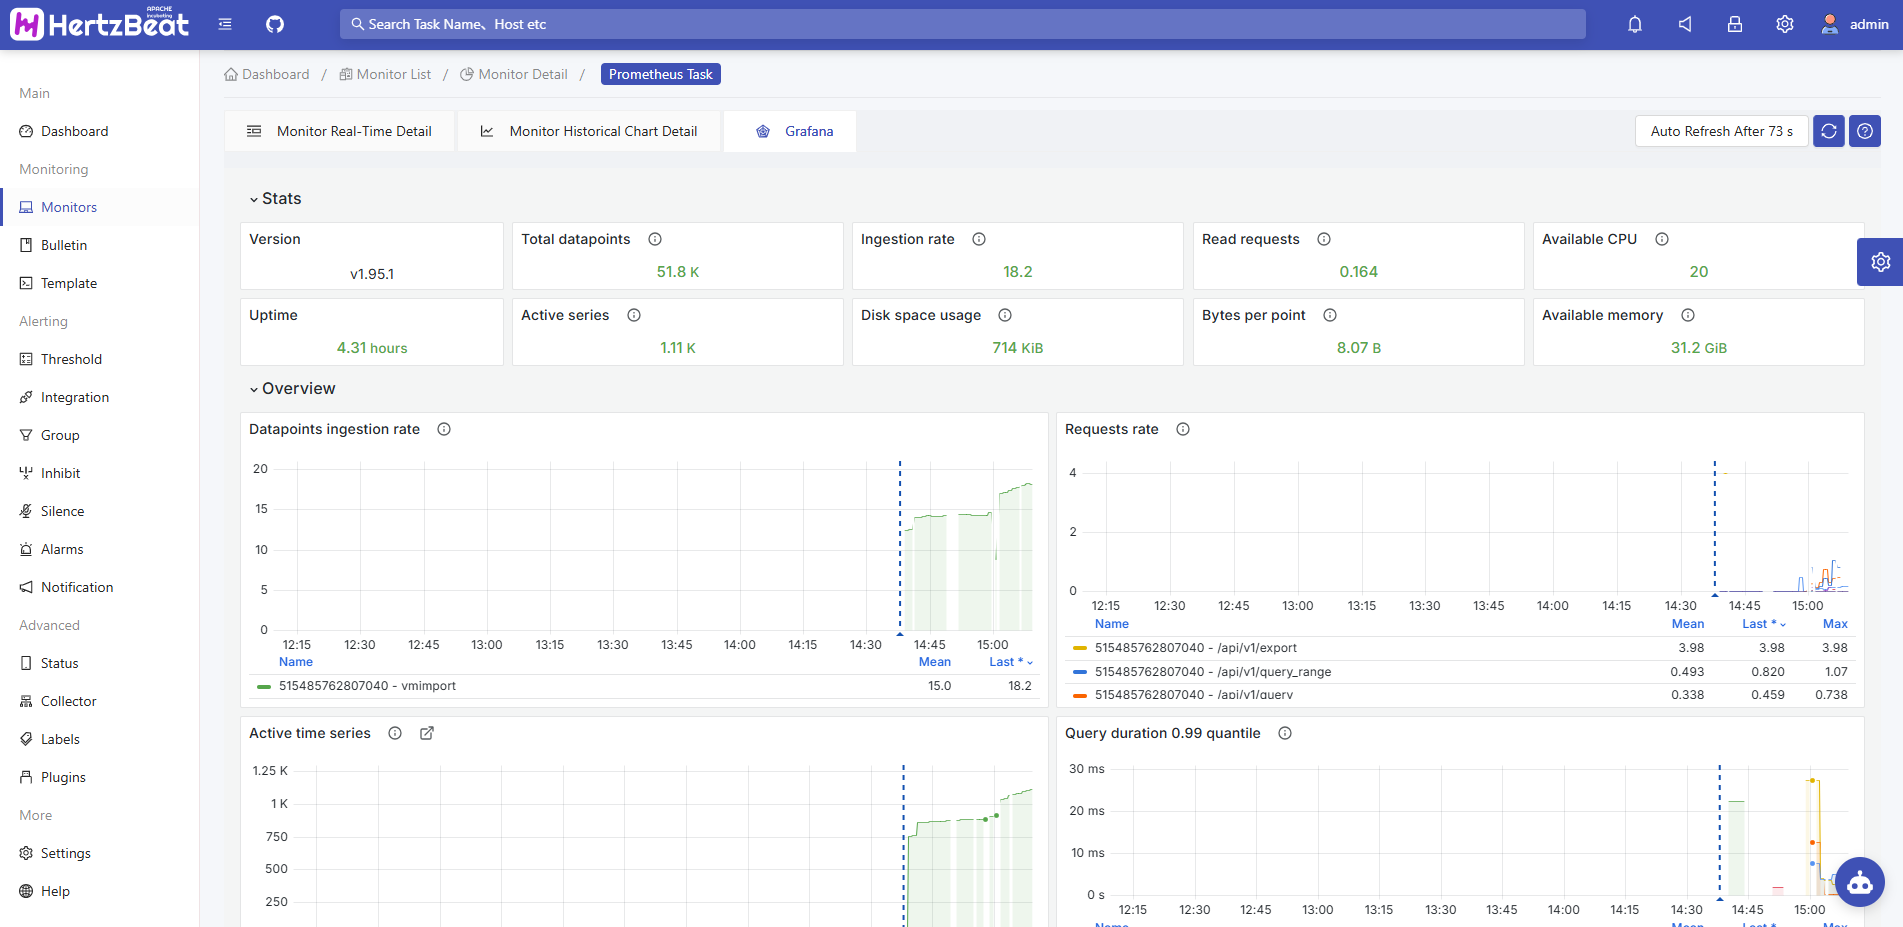 APACHE
incubating
HertzBeat
Search Task Name、Host etc
admin
Main
Dashboard
Monitoring
Monitors
Bulletin
Template
Alerting
Threshold
Integration
Group
Inhibit
Silence
Alarms
Notification
Advanced
Status
Collector
Labels
Plugins
More
Settings
Help
Dashboard / Monitor List / Monitor Detail / Prometheus Task
Monitor Real-Time Detail
Monitor Historical Chart Detail
Grafana
Auto Refresh After 73 s
Stats
Version
v1.95.1
Total datapoints
51.8 K
Ingestion rate
18.2
Read requests
0.164
Available CPU
20
Uptime
4.31 hours
Active series
1.11 K
Disk space usage
714 KiB
Bytes per point
8.07 B
Available memory
31.2 GiB
Overview
Datapoints ingestion rate
20
15
10
5
0
12:15 12:30 12:45 13:00 13:15 13:30 13:45 14:00 14:15 14:30 14:45 15:00
Name Mean Last *
515485762807040 - vmimport 15.0 18.2
Requests rate
4
2
0
12:15 12:30 12:45 13:00 13:15 13:30 13:45 14:00 14:15 14:30 14:45 15:00
Name Mean Last * Max
515485762807040 - /api/v1/export 3.98 3.98 3.98
515485762807040 - /api/v1/query_range 0.493 0.820 1.07
515485762807040 - /api/v1/query 0.338 0.459 0.738
Active time series
1.25 K
1 K
750
500
250
Query duration 0.99 quantile
30 ms
20 ms
10 ms
0 s
12:15 12:30 12:45 13:00 13:15 13:30 13:45 14:00 14:15 14:30 14:45 15:00
Name Mean Last * Max